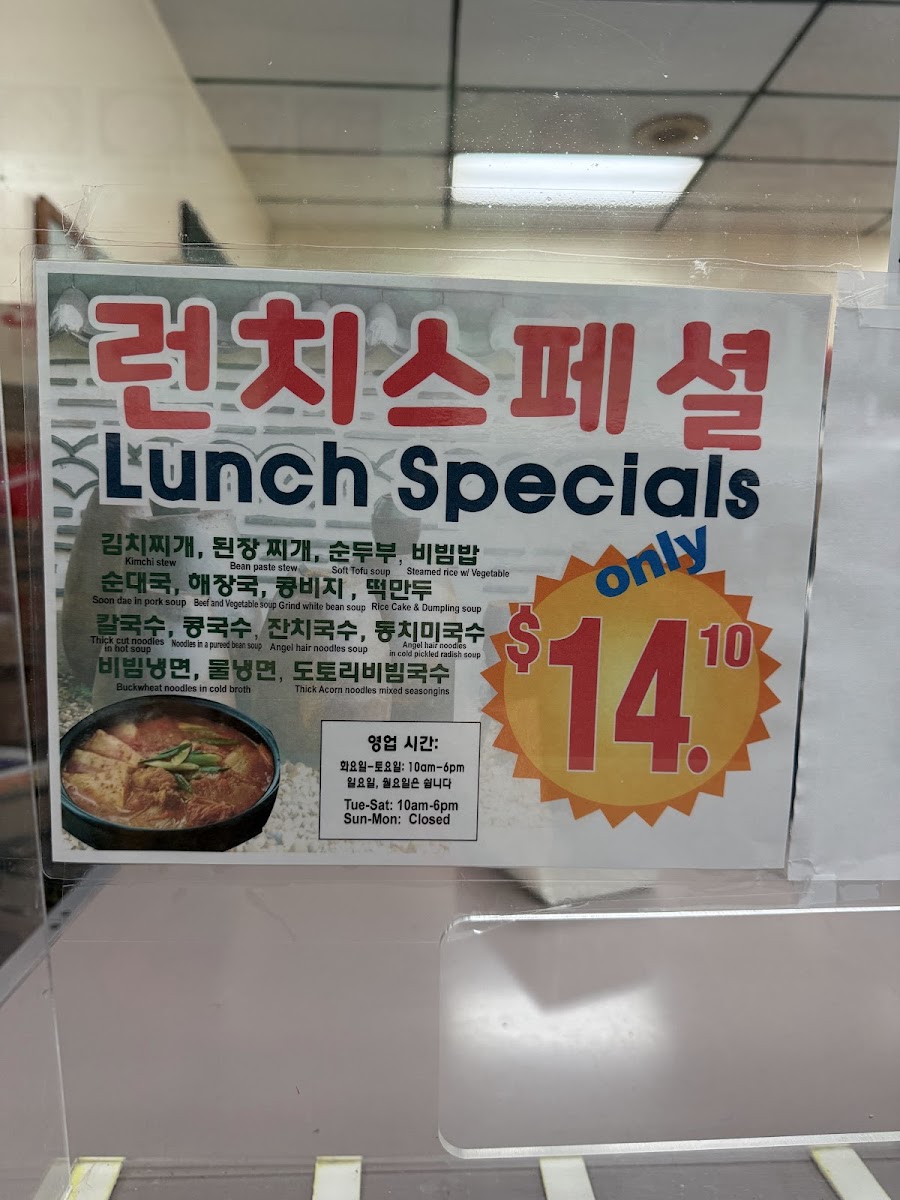 런치스페셜
Lunch Specials
김치찌개, 된장 찌개, 순두부, 비빔밥
Kimchi stew Bean paste stew Soft Tofu soup Steamed rice w/ Vegetable
순대국, 해장국, 콩비지, 떡만두
Soon dae in pork soup Beef and Vegetable soup Grind white bean soup Rice Cake & Dumpling soup
칼국수, 콩국수, 잔치국수, 동치미국수
Thick cut noodles in hot soup Noodles in a pureed bean soup Angel hair noodles soup Angel hair noodles in cold pickled radish soup
비빔냉면, 물냉면, 도토리비빔국수
Buckwheat noodles in cold broth Thick Acorn noodles mixed seasongins
only
$14.10
영업 시간:
화요일-토요일: 10am-6pm
일요일, 월요일은 쉽니다
Tue-Sat: 10am-6pm
Sun-Mon: Closed